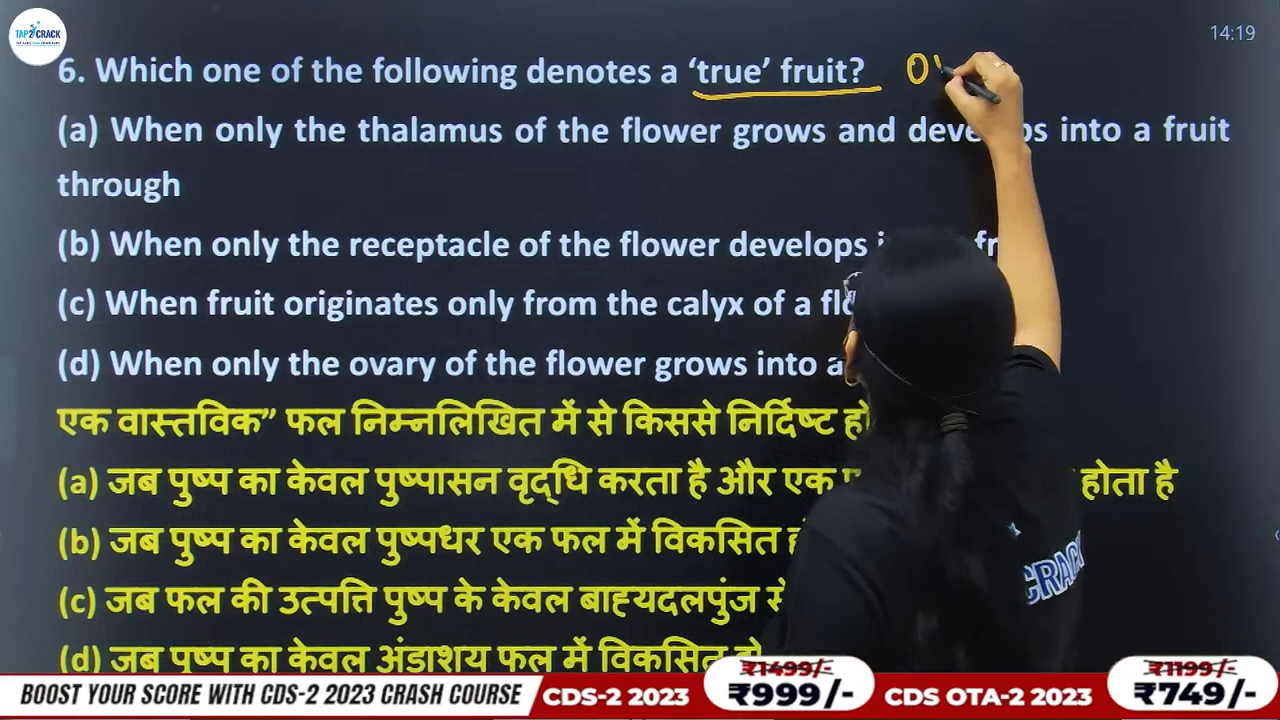 TAP2CRACK
14:19
6. Which one of the following denotes a ‘true’ fruit? O
(a) When only the thalamus of the flower grows and into a fruit
through
(b) When only the receptacle of the flower develops
(c) When fruit originates only from the calyx of a
(d) When only the ovary of the flower grows into a
एक वास्तविक” फल निम्नलिखित में से किससे निर्दिष्ट
(a) जब पुष्प का केवल पुष्पासन वृद्धि करता है और एक होता है
(b) जब पुष्प का केवल पुष्पधर एक फल में विकसित
(c) जब फल की उत्पत्ति पुष्प के केवल बाह्यदलपुंज से
(d) जब पुष्प का केवल अंडाशय फल में विकसित
CRACK
BOOST YOUR SCORE WITH CDS-2 2023 CRASH COURSE CDS-2 2023 ₹1499/- ₹999/- CDS OTA-2 2023 ₹1199/- ₹749/-